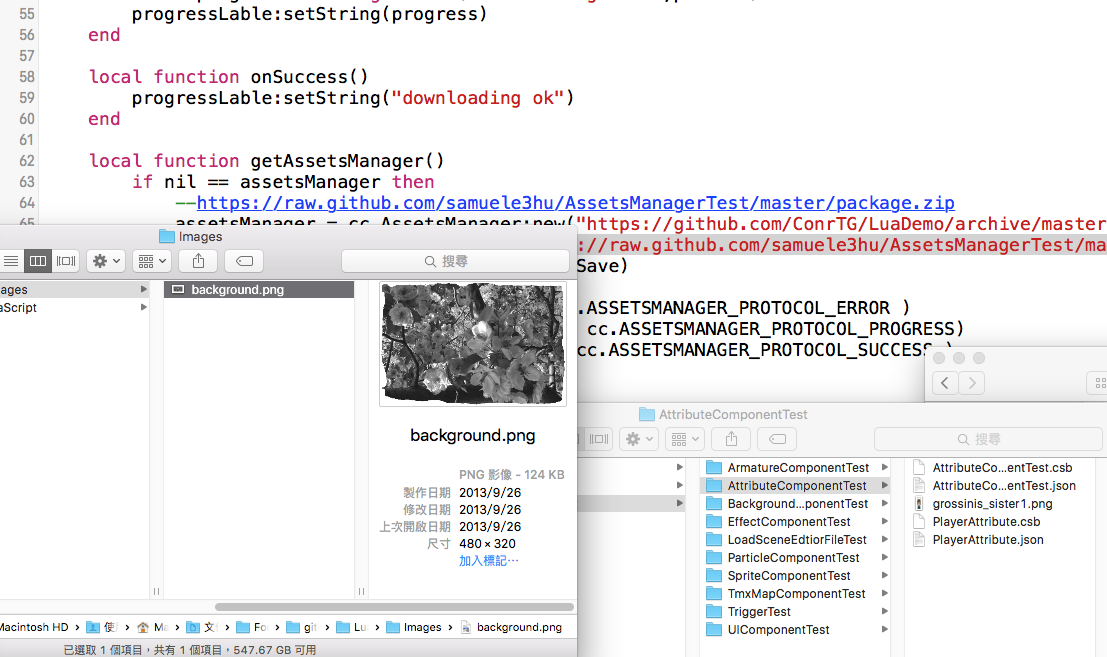 55 progressLable:setString(progress)
56 end
57
58 local function onSuccess()
59 progressLable:setString("downloading ok")
60 end
61
62 local function getAssetsManager()
63 if nil == assetsManager then
64 --https://raw.github.com/samuele3hu/AssetsManagerTest/master/package.zip
65 assetsManager = cc.AssetsManager:new("https://github.com/ConrTG/LuaDemo/archive/master
://raw.github.com/samuele3hu/AssetsManagerTest/ma
Save)
.ASSETSMANAGER_PROTOCOL_ERROR )
cc.ASSETSMANAGER_PROTOCOL_PROGRESS)
cc.ASSETSMANAGER_PROTOCOL_SUCCESS )
Images
搜尋
ages
aScript
background.png
background.png
PNG 影像 - 124 KB
製作日期 2013/9/26
修改日期 2013/9/26
上次開啟日期 2013/9/26
尺寸 480 × 320
加入標記⋯
Macintosh HD › 使 › Ma › 文 › Fo › git › Lu › Images › background.png
已選取 1 個項目，共有 1 個項目，547.67 GB 可用
AttributeComponentTest
搜尋
ArmatureComponentTest
AttributeComponentTest
Background...ponentTest
EffectComponentTest
LoadSceneEdtiorFileTest
ParticleComponentTest
SpriteComponentTest
TmxMapComponentTest
TriggerTest
UIComponentTest
AttributeCo...entTest.csb
AttributeCo...entTest.json
grossinis_sister1.png
PlayerAttribute.csb
PlayerAttribute.json